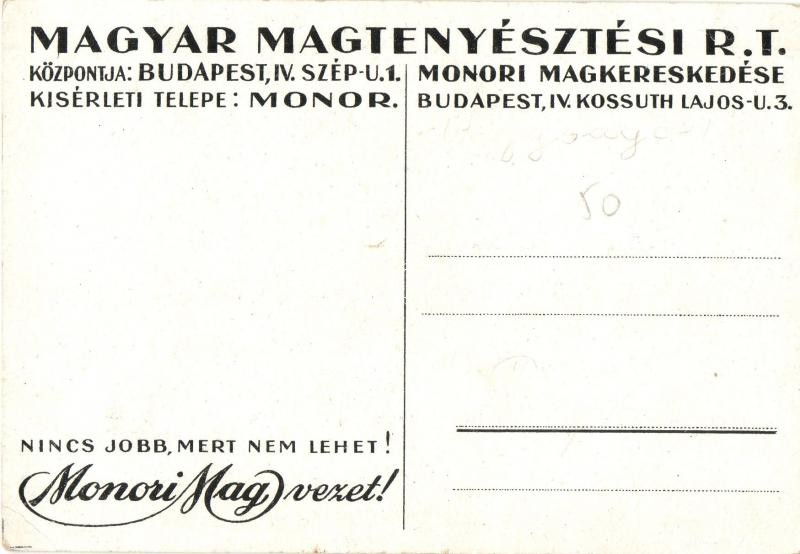 MAGYAR MAGTENYÉSZTÉSI R.T.
KÖZPONTJA: BUDAPEST, IV. SZÉP-U.1.
KISÉRLETI TELEPE: MONOR.
MONORI MAGKERESKEDÉSE
BUDAPEST, IV. KOSSUTH LAJOS-U. 3.
50
NINCS JOBB, MERT NEM LEHET!
Monori Mag vezet!